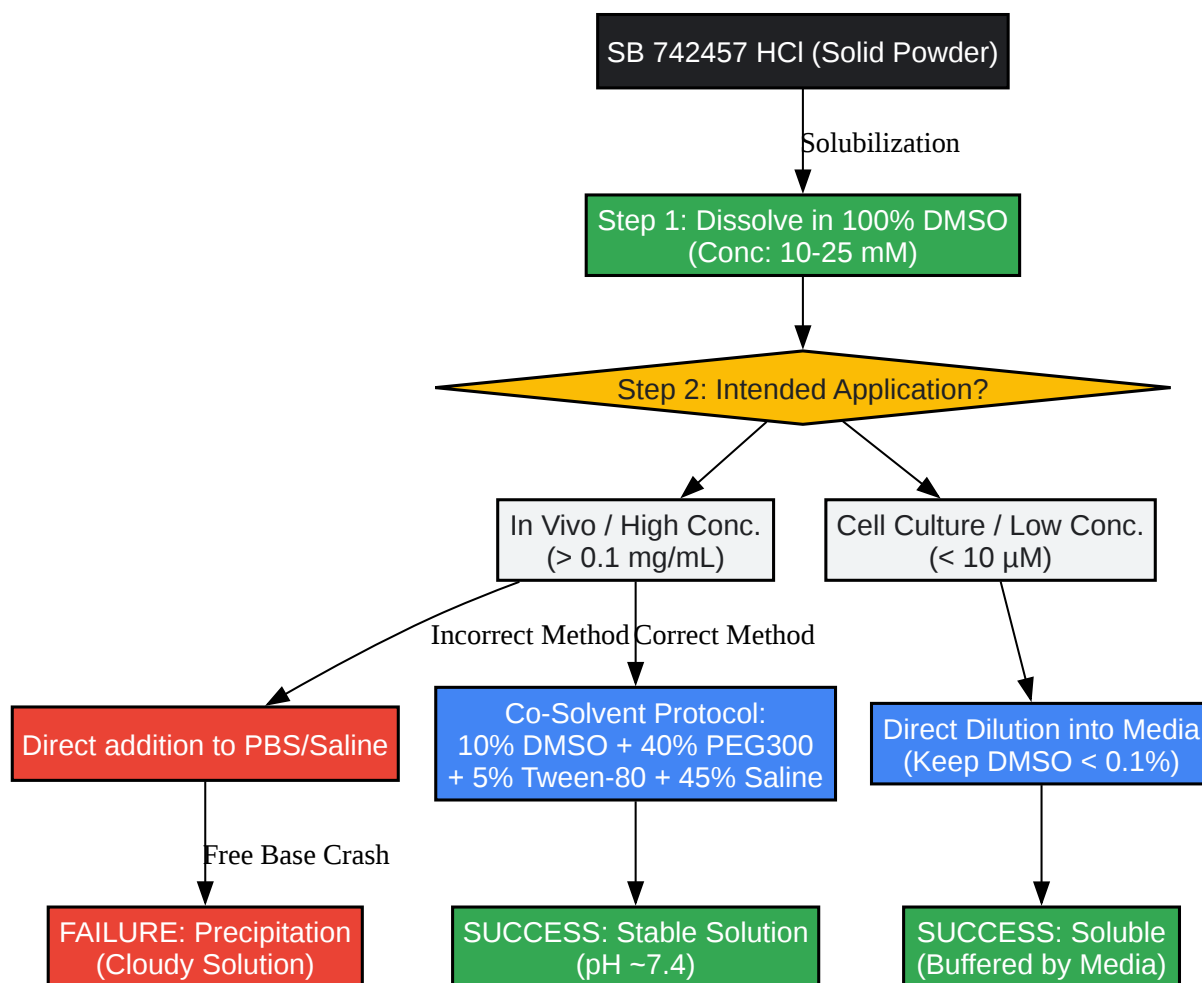 SB 742457 HCl (Solid Powder)
Solubilization
Step 1: Dissolve in 100% DMSO
(Conc: 10-25 mM)
Step 2: Intended Application?
In Vivo / High Conc.
(> 0.1 mg/mL)
Cell Culture / Low Conc.
(< 10 µM)
Incorrect Method
Correct Method
Direct addition to PBS/Saline
Co-Solvent Protocol:
10% DMSO + 40% PEG300
+ 5% Tween-80 + 45% Saline
Direct Dilution into Media
(Keep DMSO < 0.1%)
Free Base Crash
FAILURE: Precipitation
(Cloudy Solution)
SUCCESS: Stable Solution
(pH ~7.4)
SUCCESS: Soluble
(Buffered by Media)